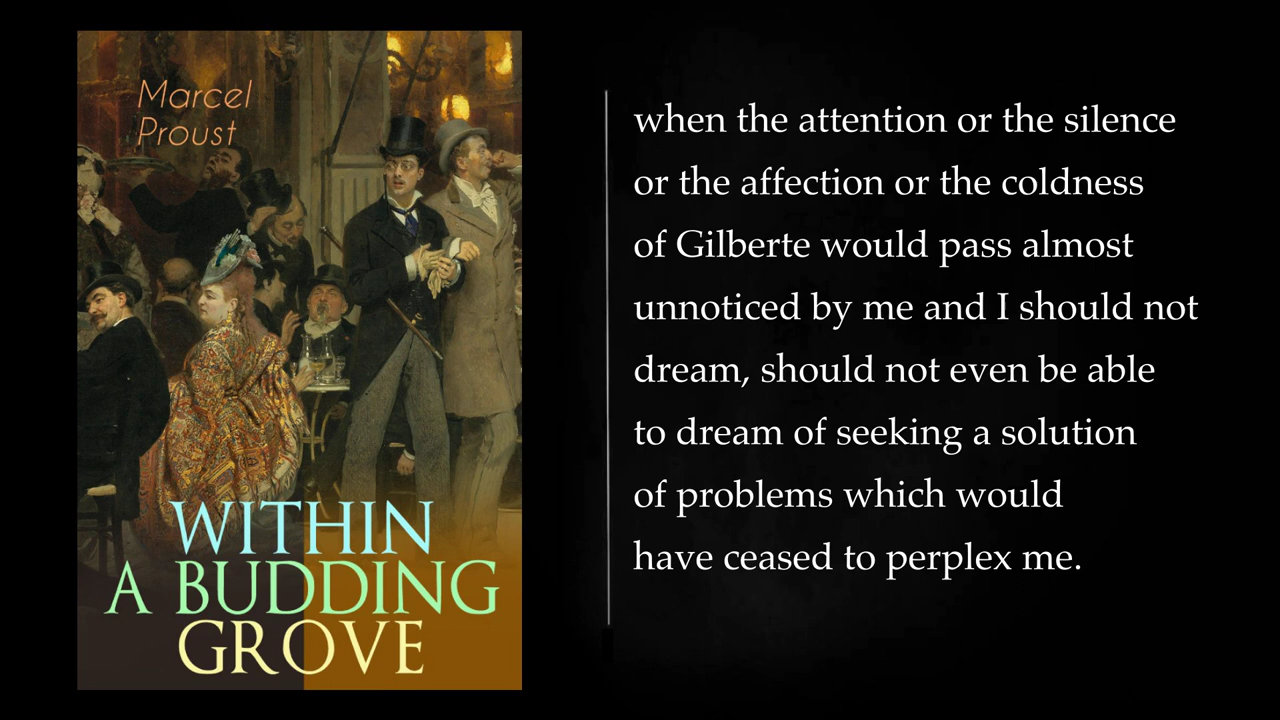 Marcel
Proust
WITHIN
A BUDDING
GROVE
when the attention or the silence
or the affection or the coldness
of Gilberte would pass almost
unnoticed by me and I should not
dream, should not even be able
to dream of seeking a solution
of problems which would
have ceased to perplex me.